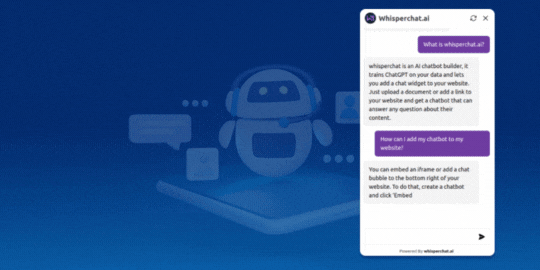 Whisperchat.ai
What is whisperchat.ai?
whisperchat is an AI chatbot builder, it
trains ChatGPT on your data and lets
you add a chat widget to your website.
Just upload a document or add a link to
your website and get a chatbot that can
answer any question about their
content.
How can i add my chatbot to my
website?
You can embed an iframe or add a chat
bubble to the bottom right of your
website. To do that, create a chatbot
and click 'Embed
Powered By whisperchat.ai